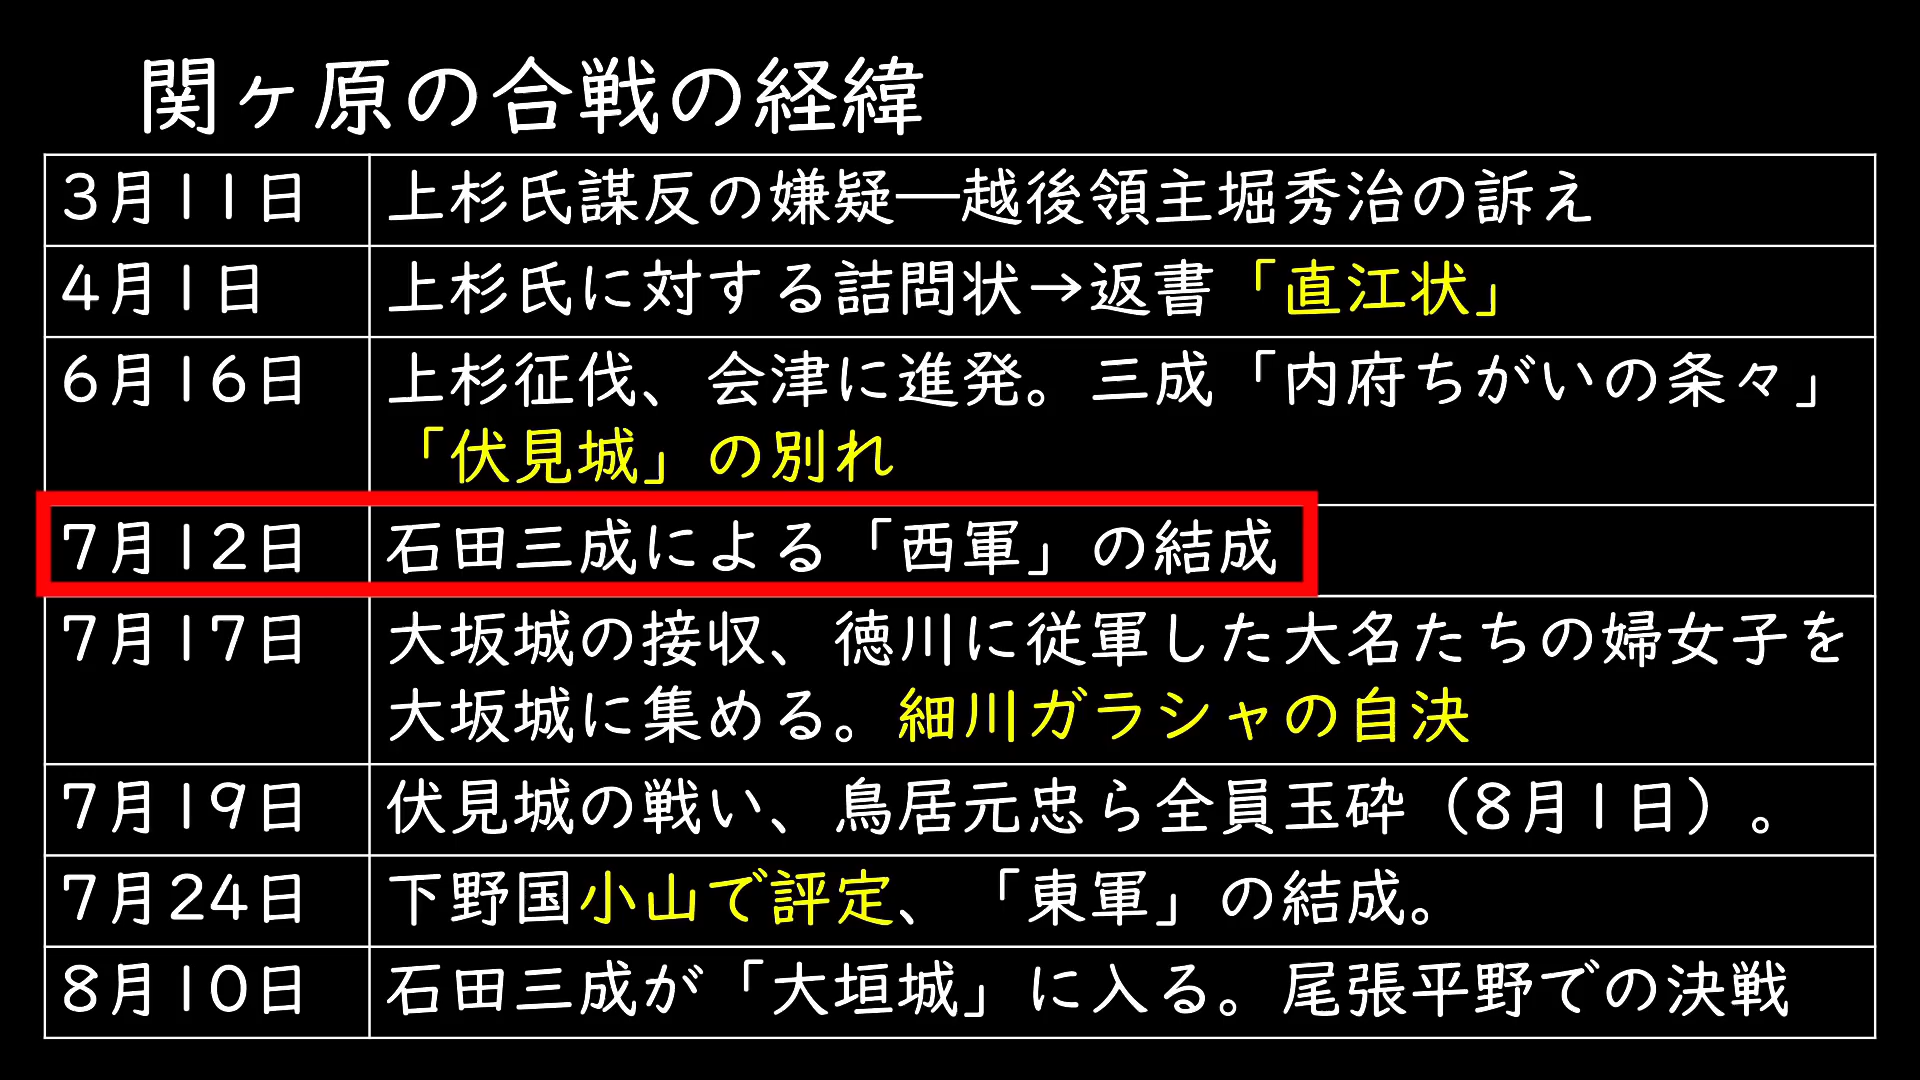 関ヶ原の合戦の経緯
3月11日 上杉氏謀反の嫌疑―越後領主堀秀治の訴え
4月1日 上杉氏に対する詰問状→返書「直江状」
6月16日 上杉征伐、会津に進発。三成「内府ちがいの条々」
「伏見城」の別れ
7月12日 石田三成による「西軍」の結成
7月17日 大坂城の接収、徳川に従軍した大名たちの婦女子を
大坂城に集める。細川ガラシャの自決
7月19日 伏見城の戦い、鳥居元忠ら全員玉砕（8月1日）。
7月24日 下野国小山で評定、「東軍」の結成。
8月10日 石田三成が「大垣城」に入る。尾張平野での決戦